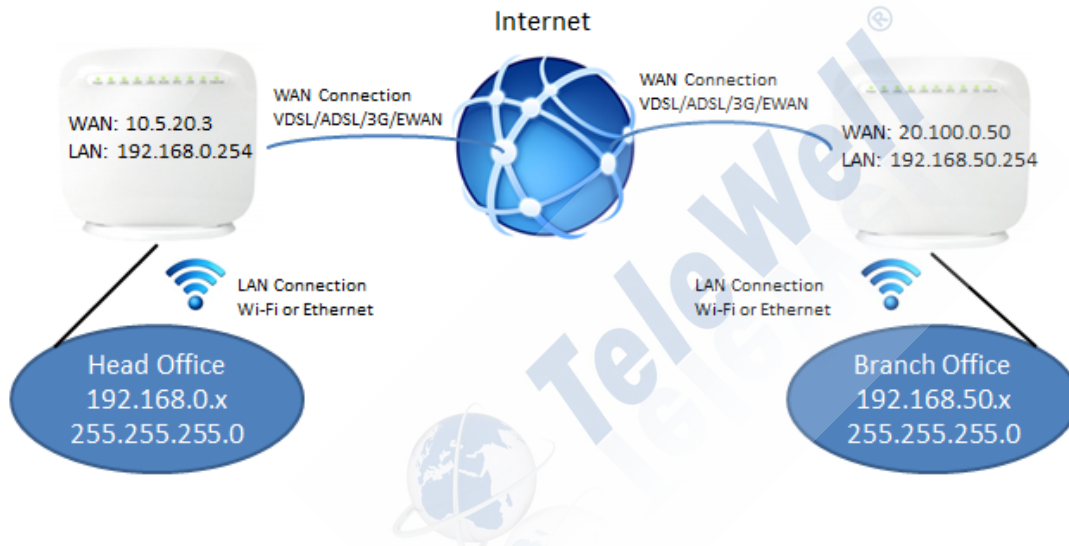 Internet
WAN Connection
VDSL/ADSL/3G/EWAN
WAN Connection
VDSL/ADSL/3G/EWAN
WAN: 10.5.20.3
LAN: 192.168.0.254
WAN: 20.100.0.50
LAN: 192.168.50.254
LAN Connection
Wi-Fi or Ethernet
LAN Connection
Wi-Fi or Ethernet
Head Office
192.168.0.x
255.255.255.0
Branch Office
192.168.50.x
255.255.255.0
TeleWell®